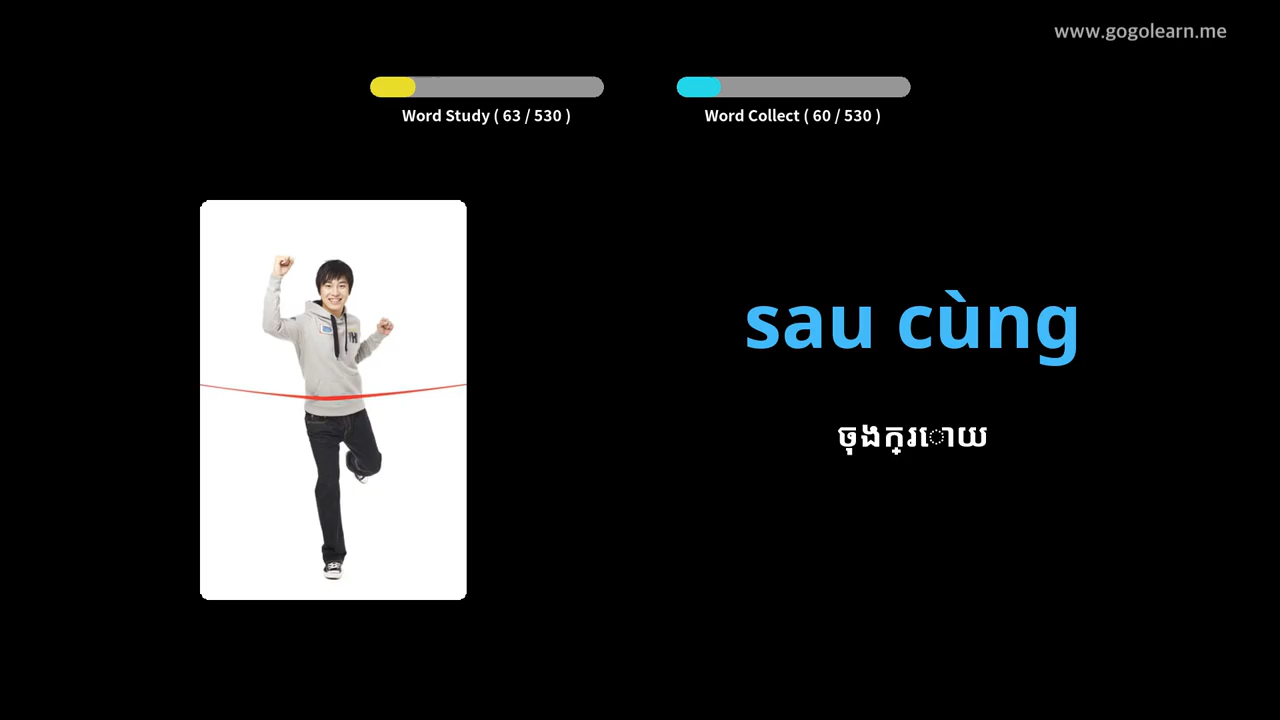 www.gogolearn.me
Word Study ( 63 / 530 )
Word Collect ( 60 / 530 )
sau cùng
ចុងក្រោយ